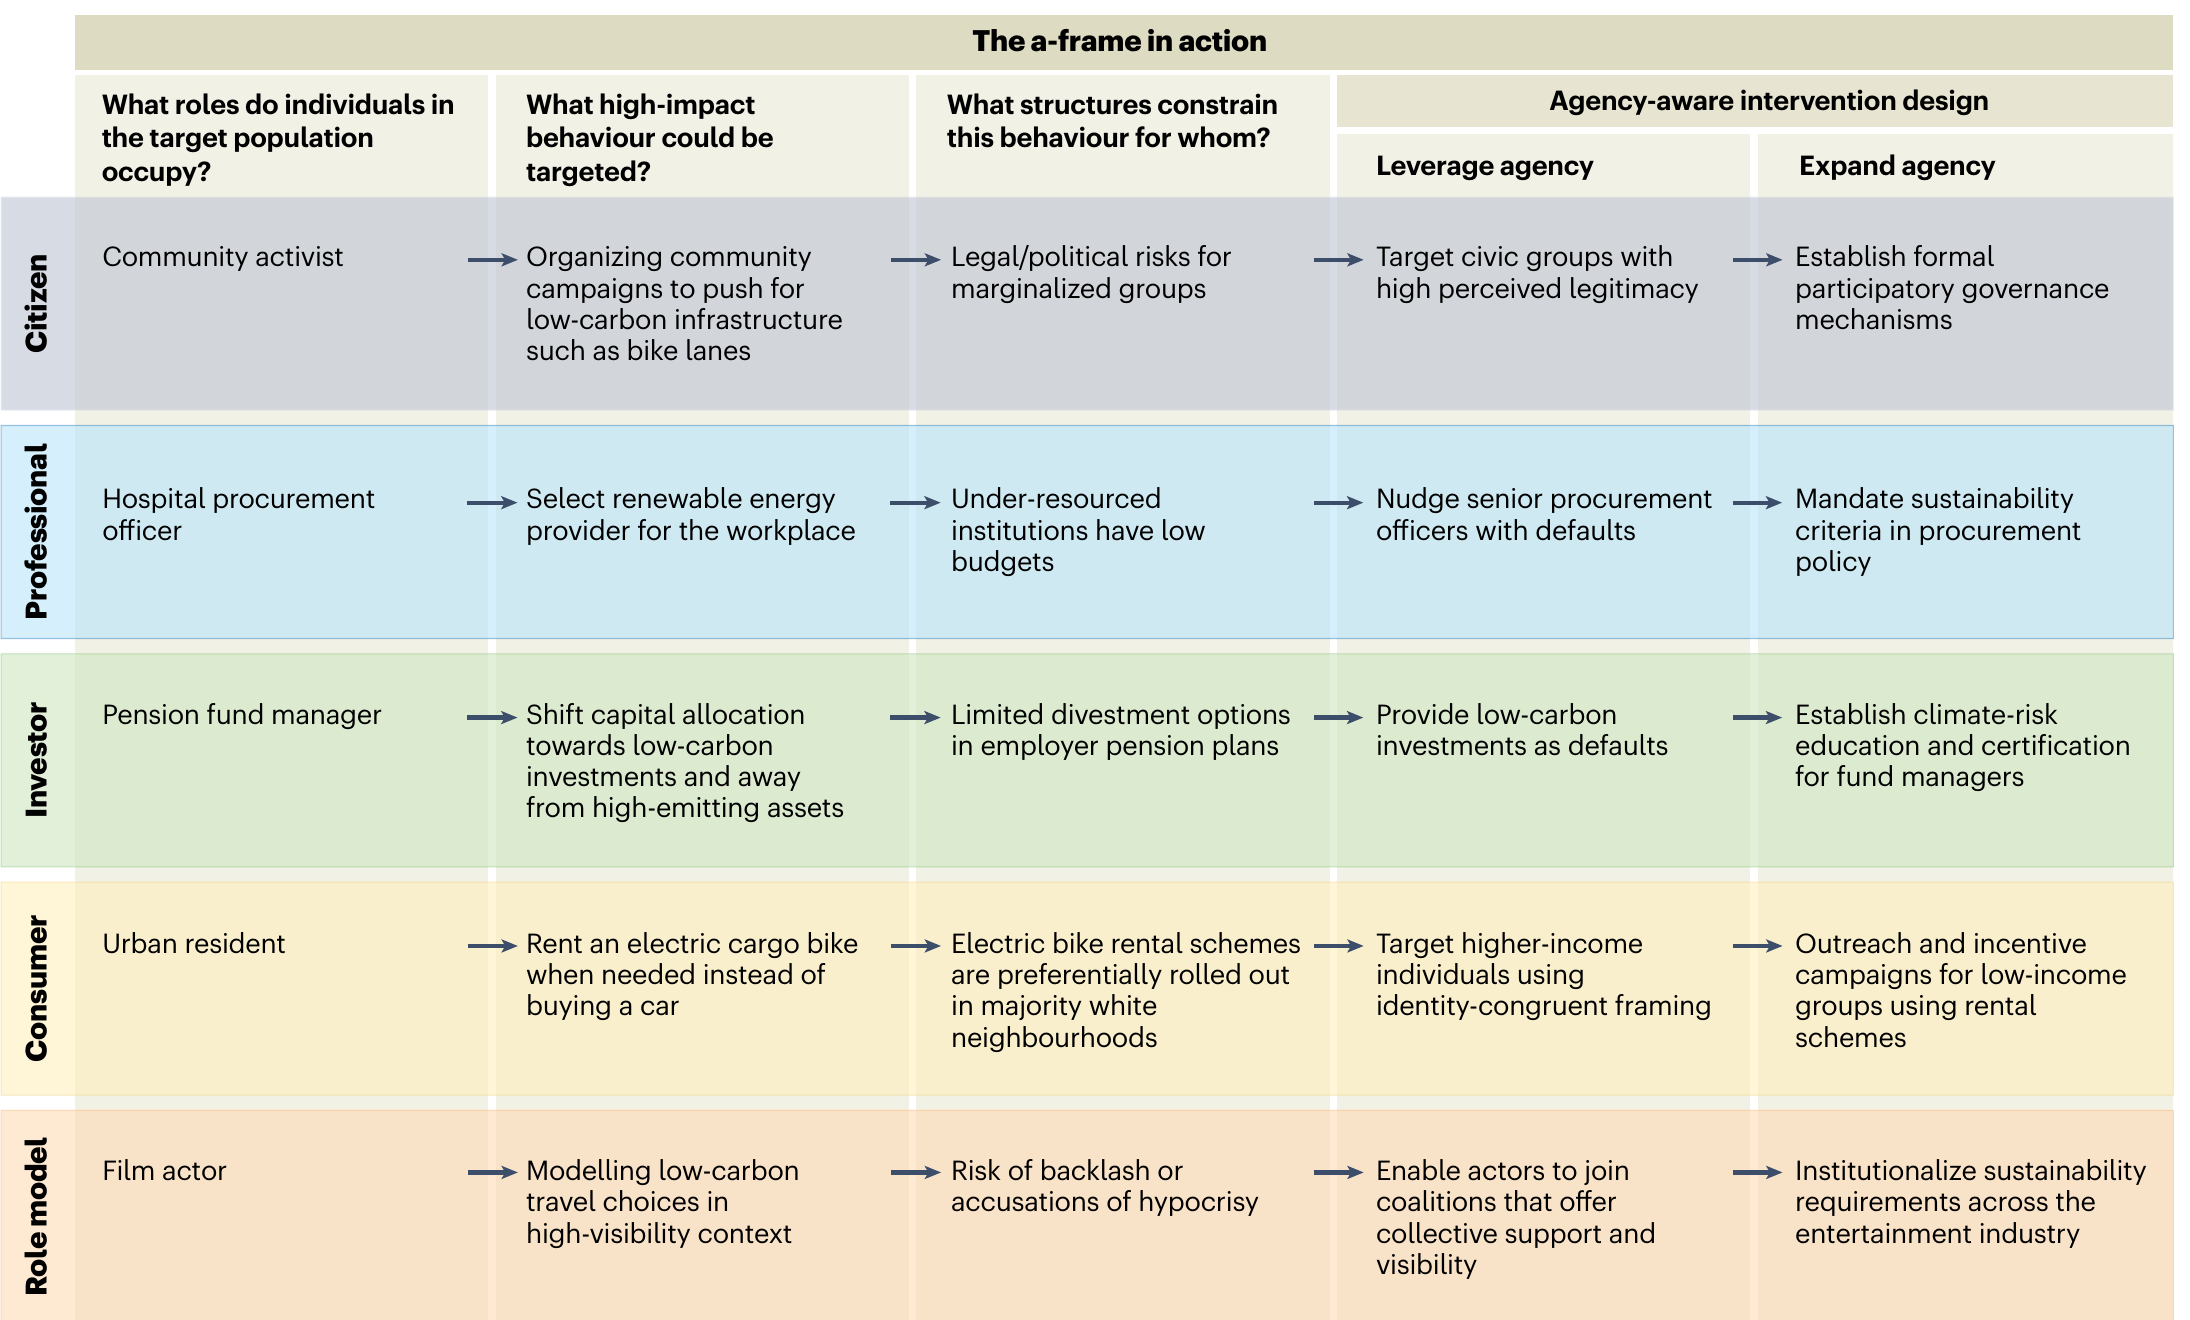 The a-frame in action
What roles do individuals in
the target population
occupy?
What high-impact
behaviour could be
targeted?
What structures constrain
this behaviour for whom?
Agency-aware intervention design
Leverage agency
Expand agency
Citizen
Community activist
Organizing community
campaigns to push for
low-carbon infrastructure
such as bike lanes
Legal/political risks for
marginalized groups
Target civic groups with
high perceived legitimacy
Establish formal
participatory governance
mechanisms
Professional
Hospital procurement
officer
Select renewable energy
provider for the workplace
Under-resourced
institutions have low
budgets
Nudge senior procurement
officers with defaults
Mandate sustainability
criteria in procurement
policy
Investor
Pension fund manager
Shift capital allocation
towards low-carbon
investments and away
from high-emitting assets
Limited divestment options
in employer pension plans
Provide low-carbon
investments as defaults
Establish climate-risk
education and certification
for fund managers
Consumer
Urban resident
Rent an electric cargo bike
when needed instead of
buying a car
Electric bike rental schemes
are preferentially rolled out
in majority white
neighbourhoods
Target higher-income
individuals using
identity-congruent framing
Outreach and incentive
campaigns for low-income
groups using rental
schemes
Role model
Film actor
Modelling low-carbon
travel choices in
high-visibility context
Risk of backlash or
accusations of hypocrisy
Enable actors to join
coalitions that offer
collective support and
visibility
Institutionalize sustainability
requirements across the
entertainment industry